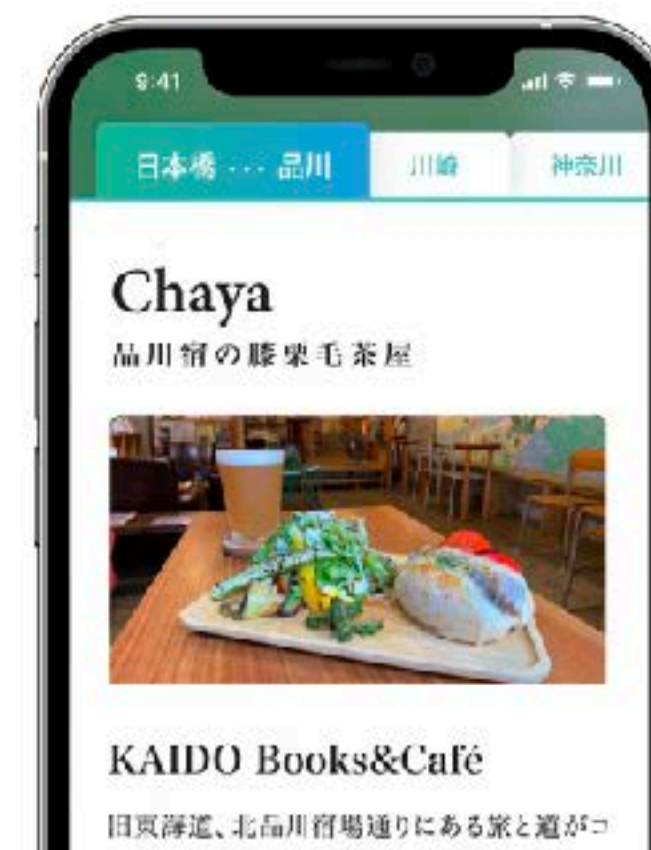 9:41
日本橋 ･･･ 品川
川崎
神奈川
Chaya
品川宿の膝栗毛茶屋
KAIDO Books&Café
旧東海道、北品川宿場通りにある旅と道がコ